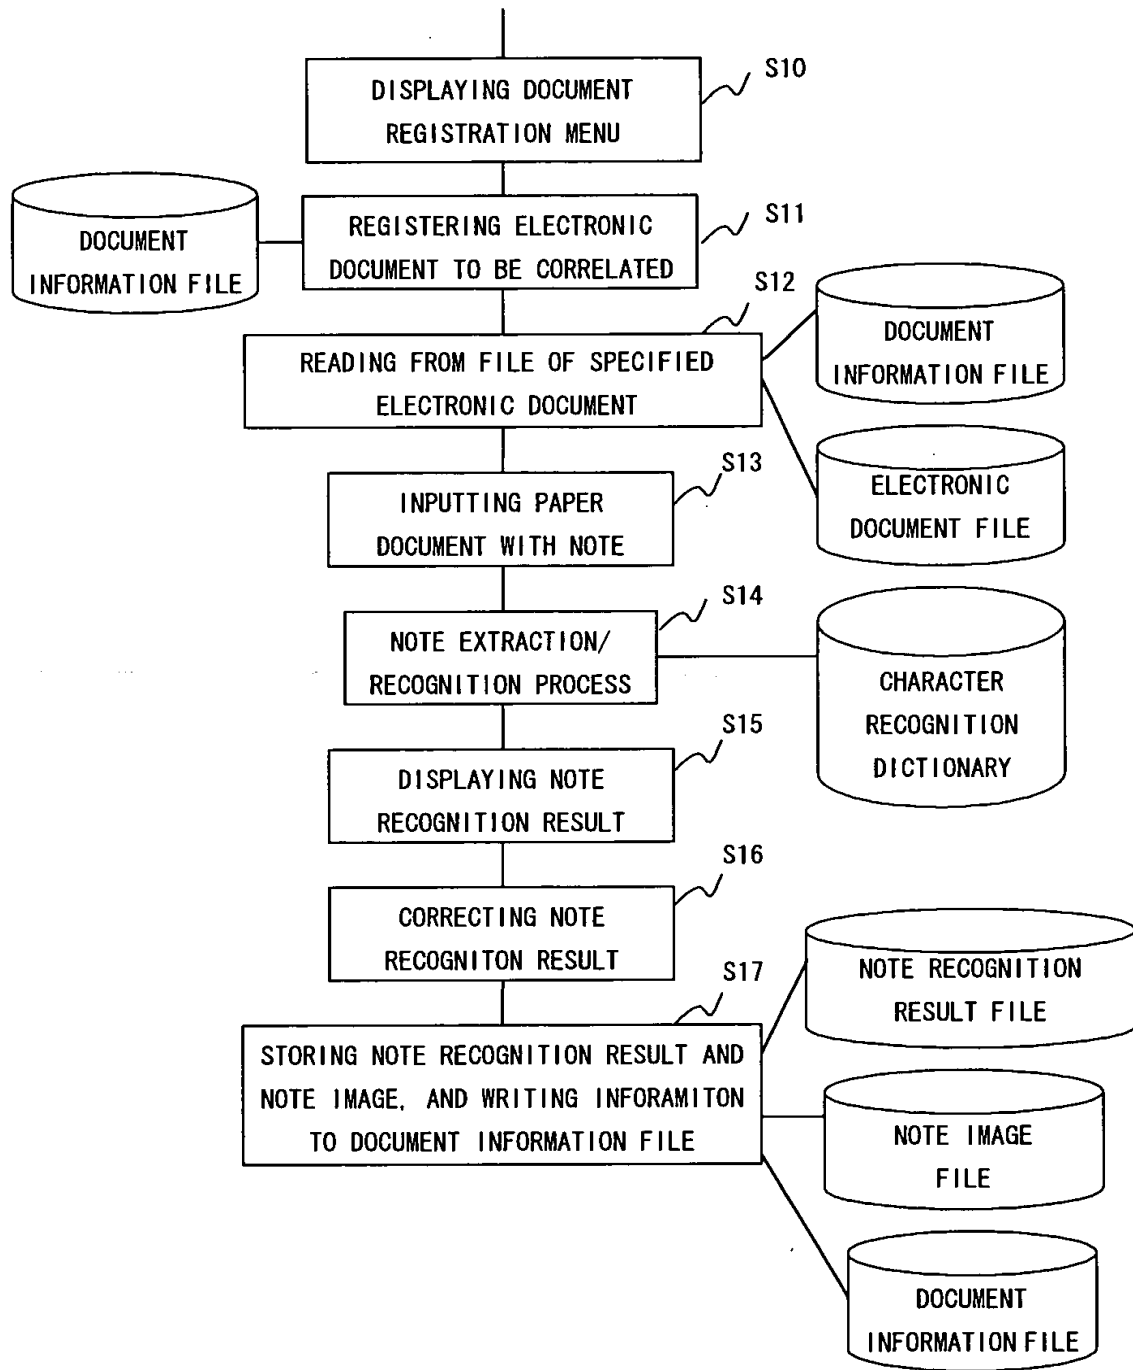 DISPLAYING DOCUMENT
REGISTRATION MENU
S10
DOCUMENT
INFORMATION FILE
REGISTERING ELECTRONIC
DOCUMENT TO BE CORRELATED
S11
READING FROM FILE OF SPECIFIED
ELECTRONIC DOCUMENT
S12
DOCUMENT
INFORMATION FILE
ELECTRONIC
DOCUMENT FILE
INPUTTING PAPER
DOCUMENT WITH NOTE
S13
NOTE EXTRACTION/
RECOGNITION PROCESS
S14
CHARACTER
RECOGNITION
DICTIONARY
DISPLAYING NOTE
RECOGNITION RESULT
S15
CORRECTING NOTE
RECOGNITON RESULT
S16
STORING NOTE RECOGNITION RESULT AND
NOTE IMAGE, AND WRITING INFORAMITON
TO DOCUMENT INFORMATION FILE
S17
NOTE RECOGNITION
RESULT FILE
NOTE IMAGE
FILE
DOCUMENT
INFORMATION FILE